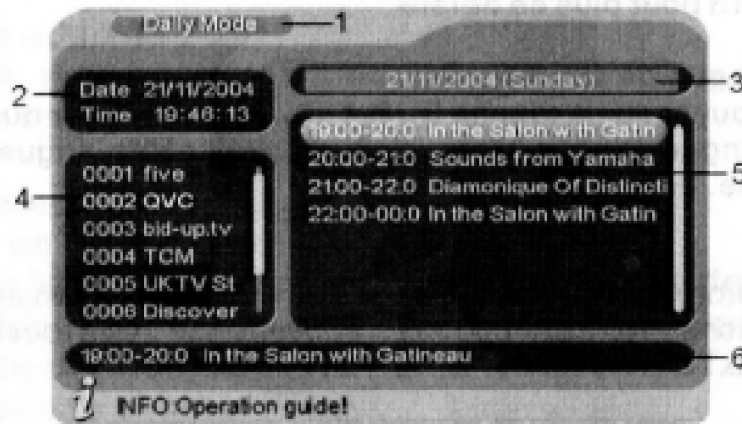 Daily Mode
1
2
Date 21/11/2004
Time 19:46:13
21/11/2004 (Sunday)
3
4
0001 five
0002 QVC
0003 bid-up.tv
0004 TCM
0005 UKTV St
0006 Discover
19:00-20:0 In the Salon with Gatin
20:00-21:0 Sounds from Yamaha
21:00-22:0 Diamonique Of Distincti
22:00-00:0 In the Salon with Gatin
5
19:00-20:0 In the Salon with Gatineau
6
i INFO:Operation guide!